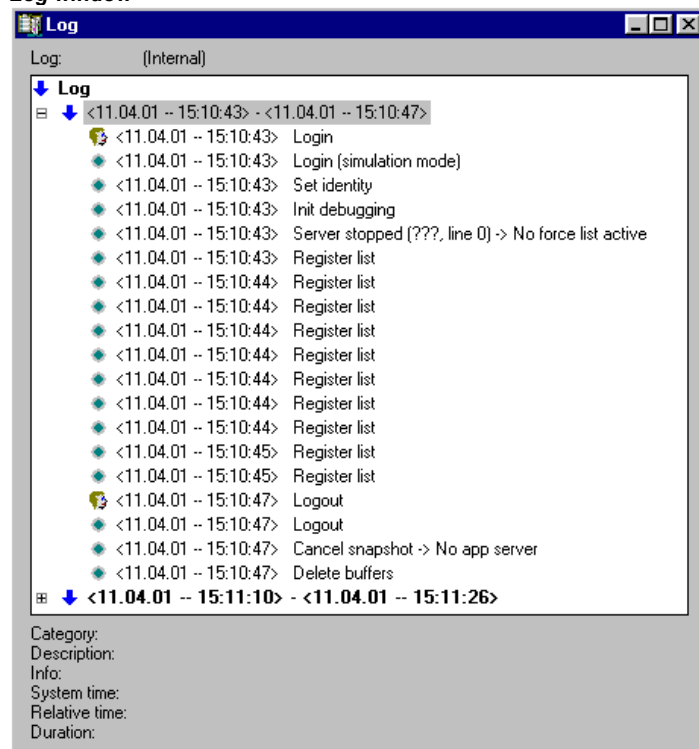 Log window
Log
Log: (Internal)
Log
<11.04.01 -- 15:10:43> - <11.04.01 -- 15:10:47>
<11.04.01 -- 15:10:43> Login
<11.04.01 -- 15:10:43> Login (simulation mode)
<11.04.01 -- 15:10:43> Set identity
<11.04.01 -- 15:10:43> Init debugging
<11.04.01 -- 15:10:43> Server stopped (???, line 0) -> No force list active
<11.04.01 -- 15:10:43> Register list
<11.04.01 -- 15:10:44> Register list
<11.04.01 -- 15:10:44> Register list
<11.04.01 -- 15:10:44> Register list
<11.04.01 -- 15:10:44> Register list
<11.04.01 -- 15:10:44> Register list
<11.04.01 -- 15:10:44> Register list
<11.04.01 -- 15:10:44> Register list
<11.04.01 -- 15:10:45> Register list
<11.04.01 -- 15:10:45> Register list
<11.04.01 -- 15:10:47> Logout
<11.04.01 -- 15:10:47> Logout
<11.04.01 -- 15:10:47> Cancel snapshot -> No app server
<11.04.01 -- 15:10:47> Delete buffers
<11.04.01 -- 15:11:10> - <11.04.01 -- 15:11:26>
Category:
Description:
Info:
System time:
Relative time:
Duration: